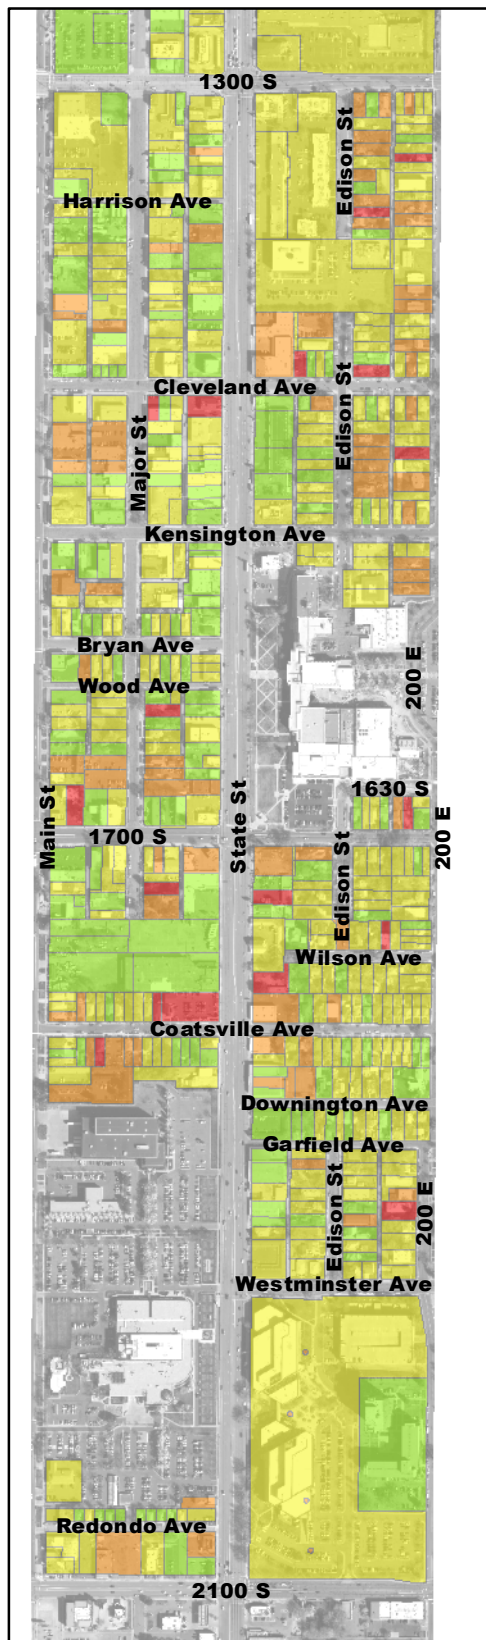 1300 S
Edison St
Harrison Ave
Cleveland Ave
Major St
Edison St
Kensington Ave
Bryan Ave
Wood Ave
200 E
1630 S
Main St
1700 S
State St
Edison St
200 E
Wilson Ave
Coatsville Ave
Downington Ave
Garfield Ave
Edison St
200 E
Westminster Ave
Redondo Ave
2100 S